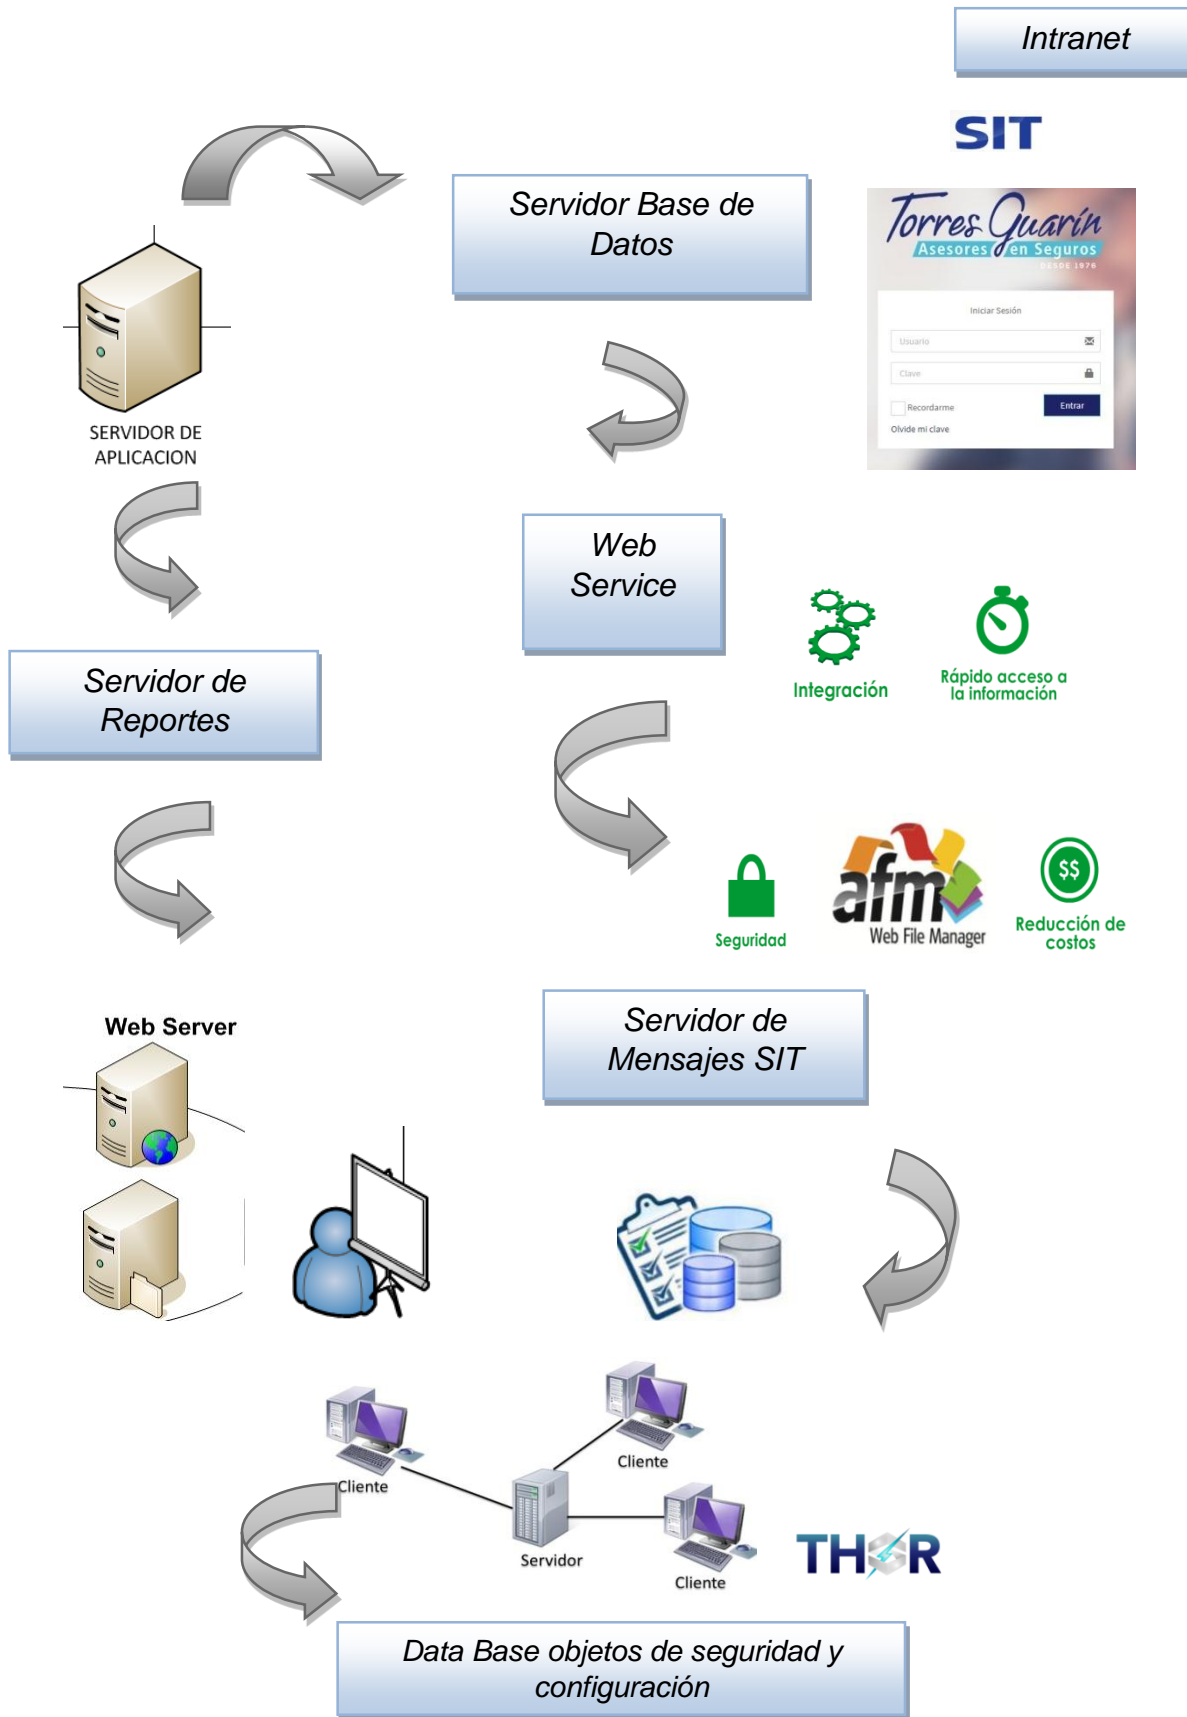 Intranet
SIT
Servidor Base de
Datos
Torres Guarín
Asesores en Seguros
DESDE 1976
Iniciar Sesión
Usuario
Clave
Recordarme
Entrar
Olvide mi clave
SERVIDOR DE
APLICACION
Web
Service
Integración
Rápido acceso a
la información
Servidor de
Reportes
Seguridad
afm
Web File Manager
$$
Reducción de
costos
Servidor de
Mensajes SIT
Web Server
Cliente
Cliente
Servidor
Cliente
THOR
Data Base objetos de seguridad y
configuración